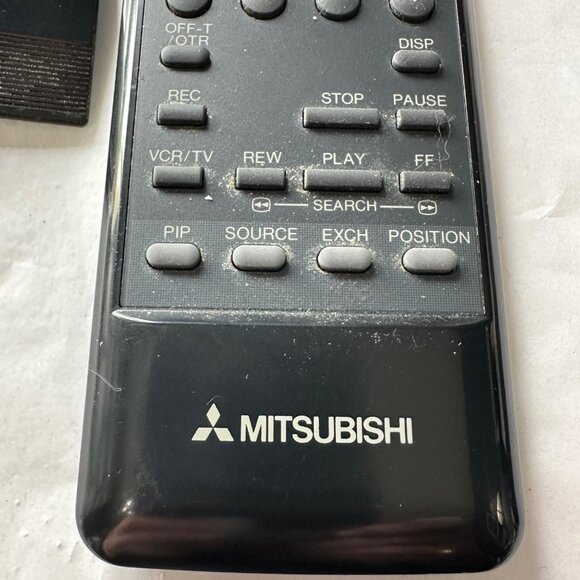 OFF-T
/OTR
DISP
REC
STOP
PAUSE
VCR/TV
REW
PLAY
FF
SEARCH
PIP
SOURCE
EXCH
POSITION
MITSUBISHI